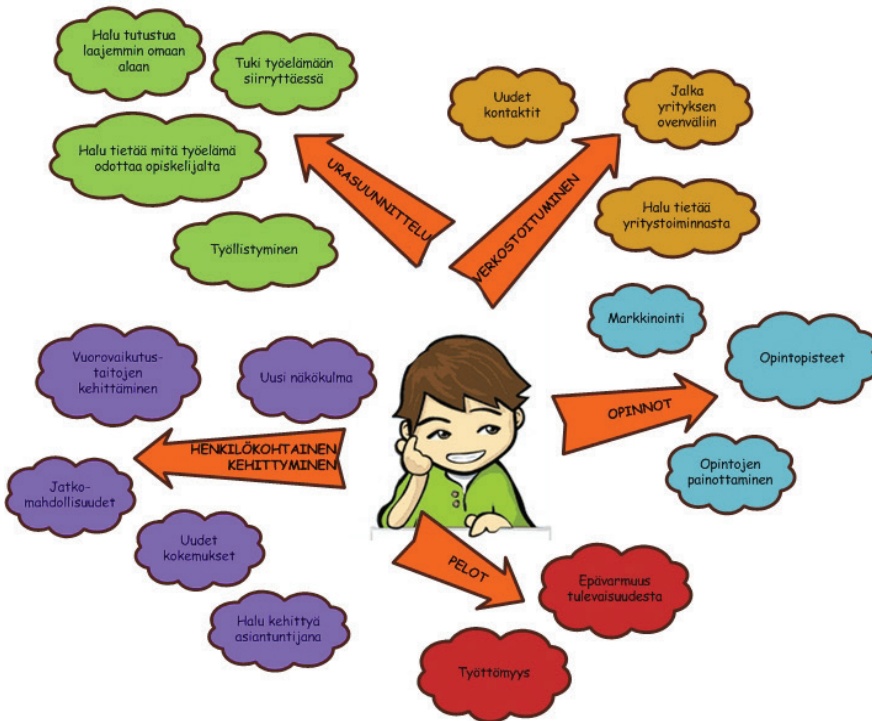 Halu tutustua
laajemmin omaan
alaan
Tuki työelämään
siirryttäessä
Halu tietää mitä työelämä
odottaa opiskelijalta
Työllistyminen
URASUUNNITTELU
Uudet
kontaktit
Jalka
yrityksen
ovenväliin
Halu tietää
yritystoiminnasta
VERKOSTOITUMINEN
Markkinointi
Opintopisteet
Opintojen
painottaminen
OPINNOT
Vuorovaikutus-
taitojen
kehittäminen
Uusi näkökulma
HENKILÖKOHTAINEN
KEHITTYMINEN
Jatko-
mahdollisuudet
Uudet
kokemukset
Halu kehittyä
asiantuntijana
PELOT
Epävarmuus
tulevaisuudesta
Työttömyys